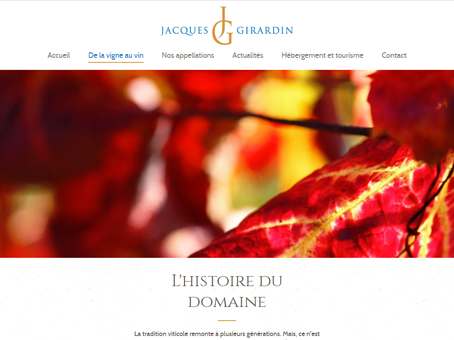 JACQUES JG GIRARDIN
Accueil De la vigne au vin Nos appellations Actualités Hébergement et tourisme Contact
L'histoire du
domaine
La tradition viticole remonte à plusieurs générations. Mais, ce n'est